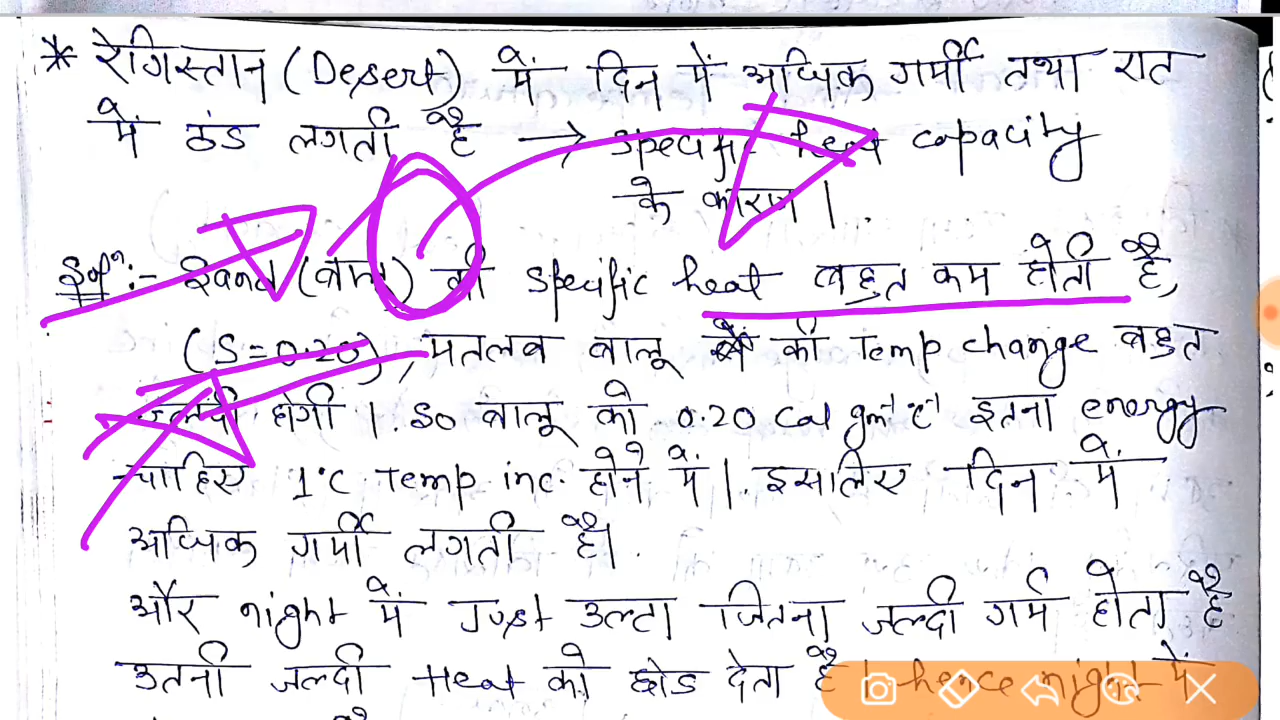 * रेगिस्तान (Desert) में दिन में अधिक गर्मी तथा रात
में ठंड लगती है → specific heat capacity
के कारण ।
Solⁿ:- Sand (बालू) की specific heat बहुत कम होती है,
(S = 0.20), मतलब बालू की Temp change बहुत
जल्दी होगी । So बालू को 0.20 Cal gm⁻¹ c⁻¹ इतना energy
चाहिए 1°C Temp inc. होने में । इसलिए दिन में
अधिक गर्मी लगती है।
और night में Just उल्टा जितना जल्दी गर्म होता है
उतनी जल्दी Heat को छोड देता है । hence night में